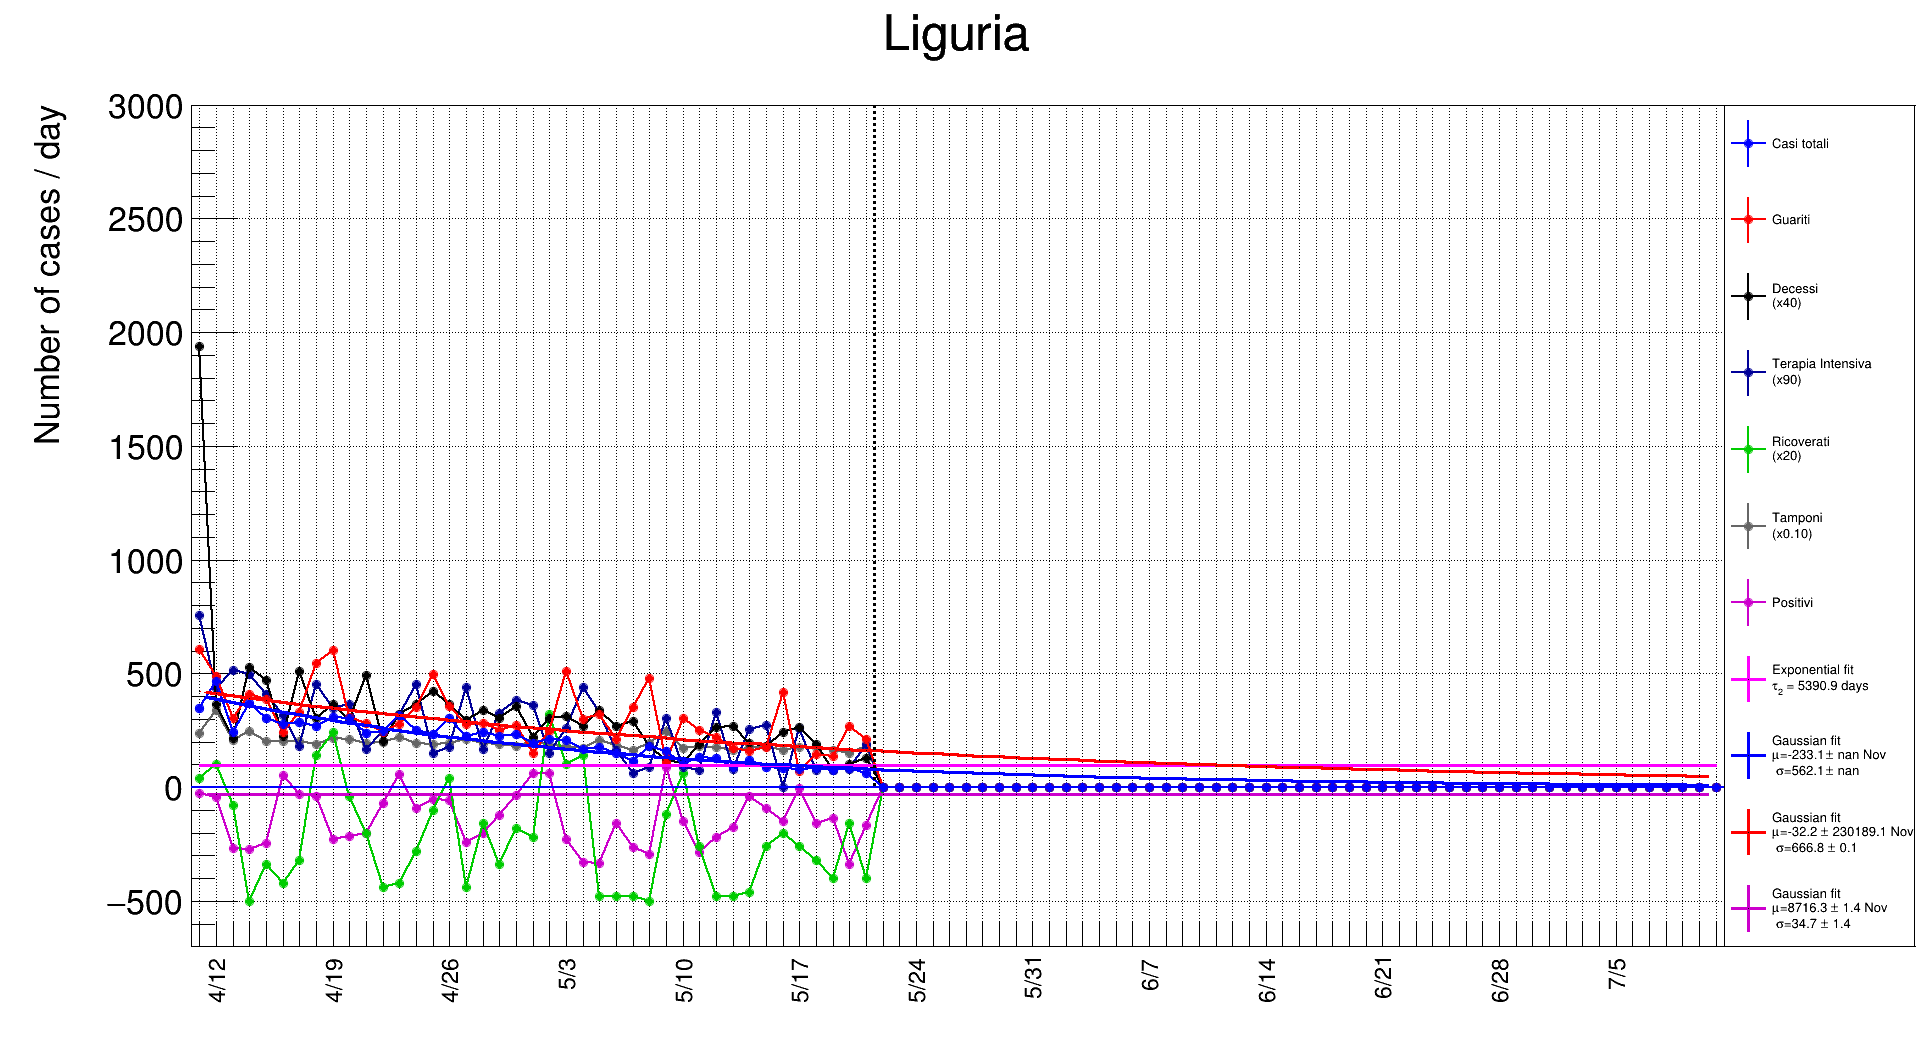 Liguria
Number of cases / day
3000
2500
2000
1500
1000
500
0
−500
4/12
4/19
4/26
5/3
5/10
5/17
5/24
5/31
6/7
6/14
6/21
6/28
7/5
Casi totali
Guariti
Decessi
(x40)
Terapia Intensiva
(x90)
Ricoverati
(x20)
Tamponi
(x0.10)
Positivi
Exponential fit
τ2 = 5390.9 days
Gaussian fit
μ=-233.1 ± nan Nov
σ=562.1 ± nan
Gaussian fit
μ=-32.2 ± 230189.1 Nov
σ=666.8 ± 0.1
Gaussian fit
μ=8716.3 ± 1.4 Nov
σ=34.7 ± 1.4